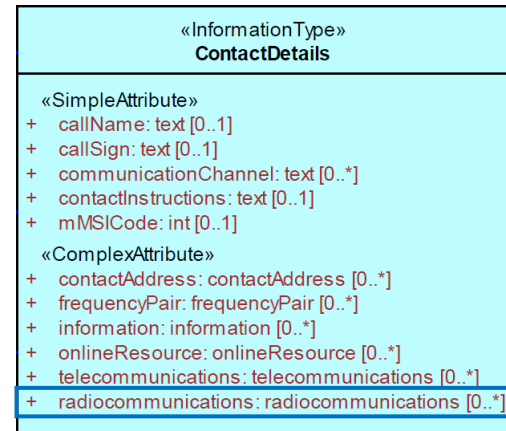 «InformationType»
ContactDetails
«SimpleAttribute»
+ callName: text [0..1]
+ callSign: text [0..1]
+ communicationChannel: text [0..*]
+ contactInstructions: text [0..1]
+ mMSICode: int [0..1]
«ComplexAttribute»
+ contactAddress: contactAddress [0..*]
+ frequencyPair: frequencyPair [0..*]
+ information: information [0..*]
+ onlineResource: onlineResource [0..*]
+ telecommunications: telecommunications [0..*]
+ radiocommunications: radiocommunications [0..*]